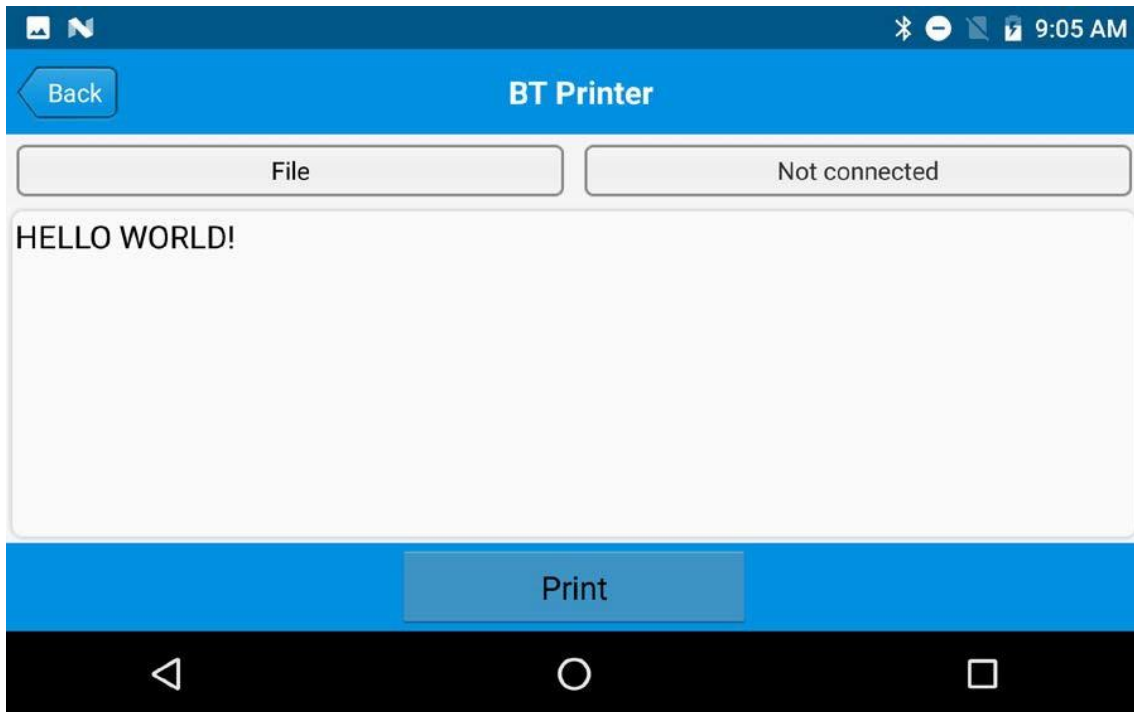 9:05 AM
Back
BT Printer
File
Not connected
HELLO WORLD!
Print